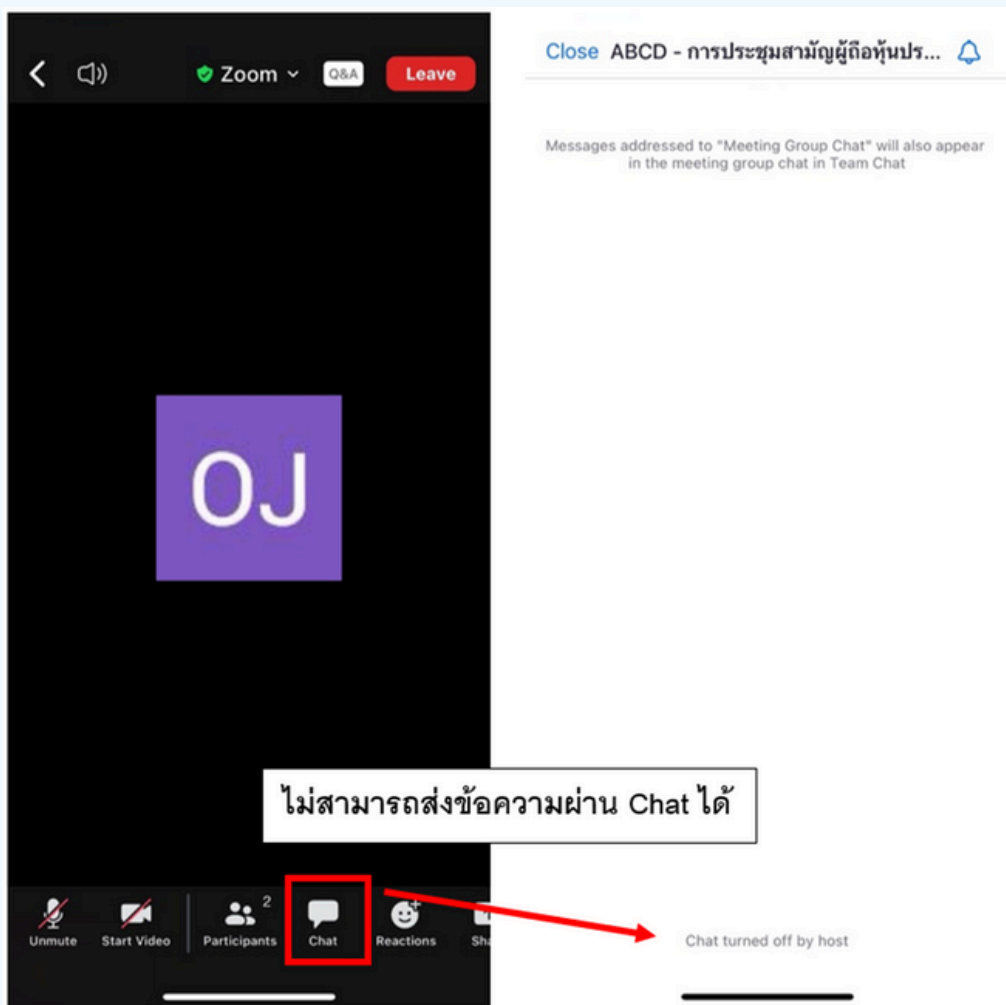 Zoom
Q&A
Leave
OJ
Unmute
Start Video
Participants
2
Chat
Reactions
Sha
Close ABCD - การประชุมสามัญผู้ถือหุ้นปร...
Messages addressed to "Meeting Group Chat" will also appear
in the meeting group chat in Team Chat
ไม่สามารถส่งข้อความผ่าน Chat ได้
Chat turned off by host